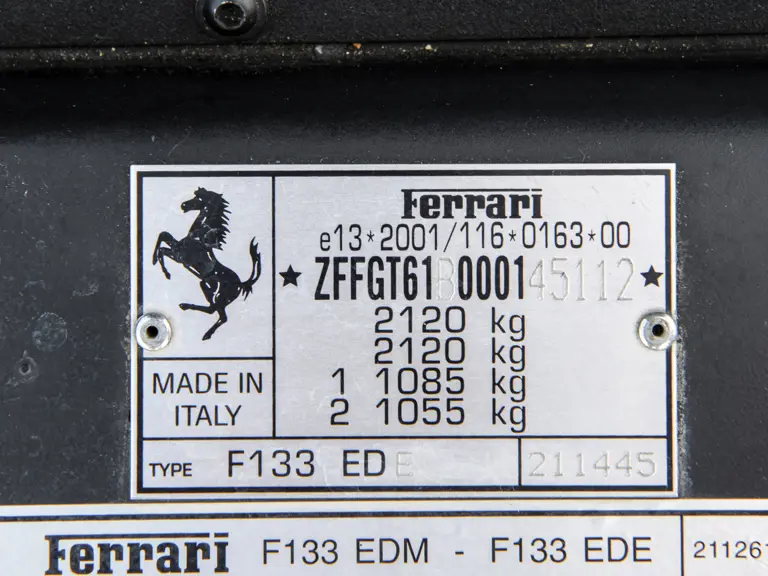 Ferrari
e13*2001/116*0163*00
★ ZFFGT61B000145112 ★
2120 kg
2120 kg
1 1085 kg
2 1055 kg
MADE IN
ITALY
TYPE F133 EDE 211445
Ferrari F133 EDM - F133 EDE 211261